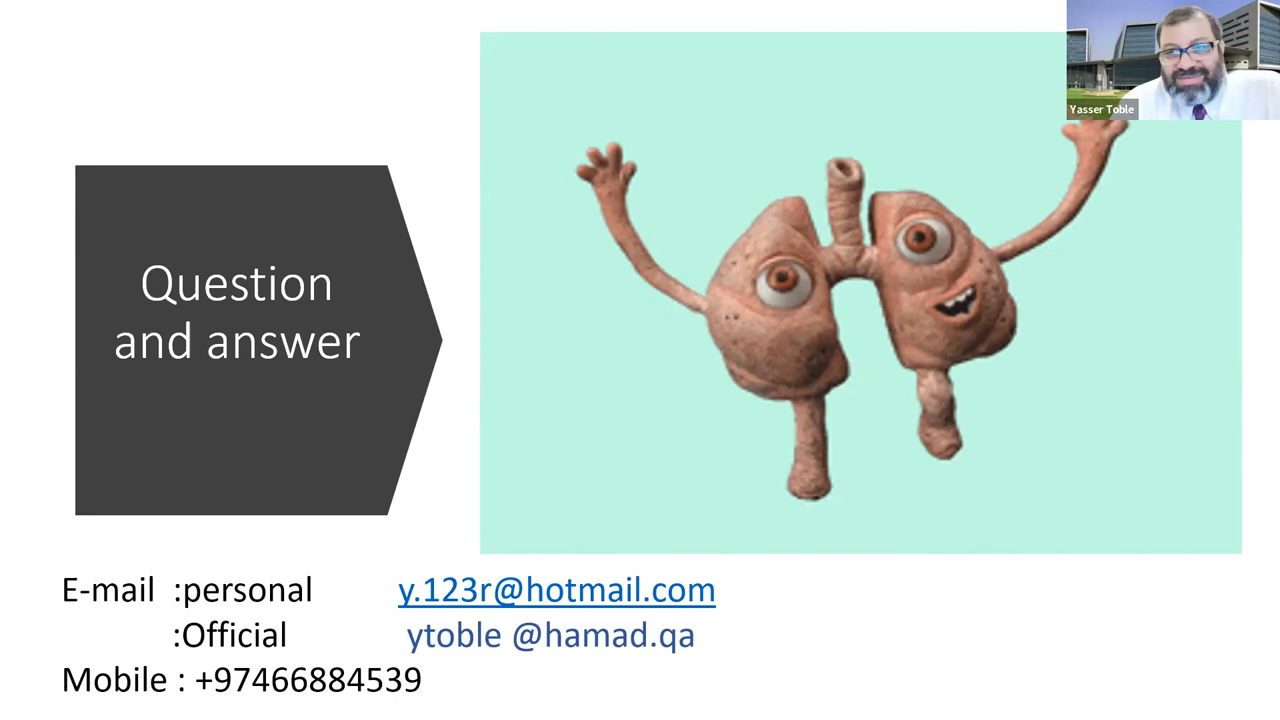 Yasser Toble
Question
and answer
E-mail :personal y.123r@hotmail.com
:Official ytoble @hamad.qa
Mobile : +97466884539